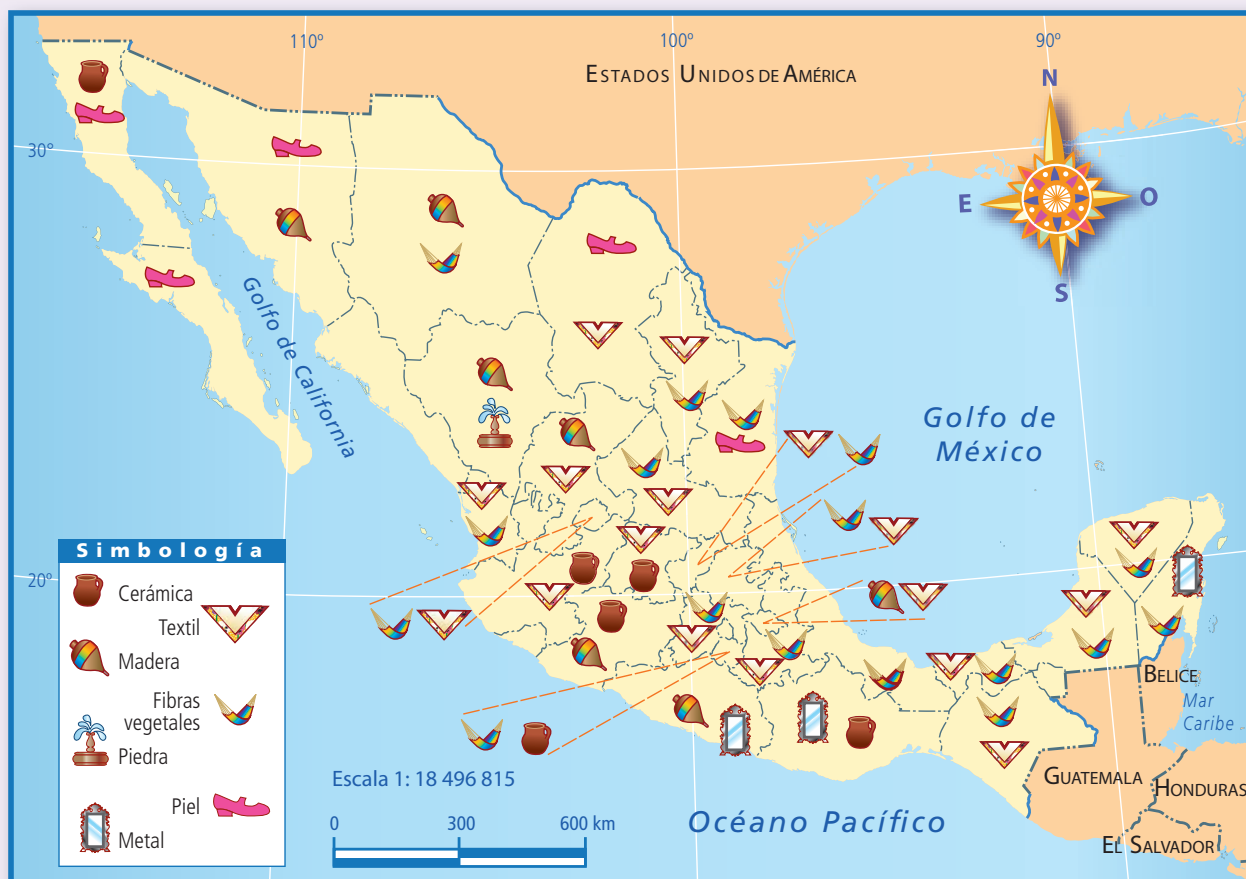 110º
100º
90º
ESTADOS UNIDOS DE AMÉRICA
N
30º
E
O
S
Golfo de California
Golfo de
México
Simbología
20º
Cerámica
Textil
Madera
Fibras
vegetales
Piedra
Piel
Metal
BELICE
Mar
Caribe
Escala 1: 18 496 815
0 300 600 km
Océano Pacífico
GUATEMALA
HONDURAS
EL SALVADOR